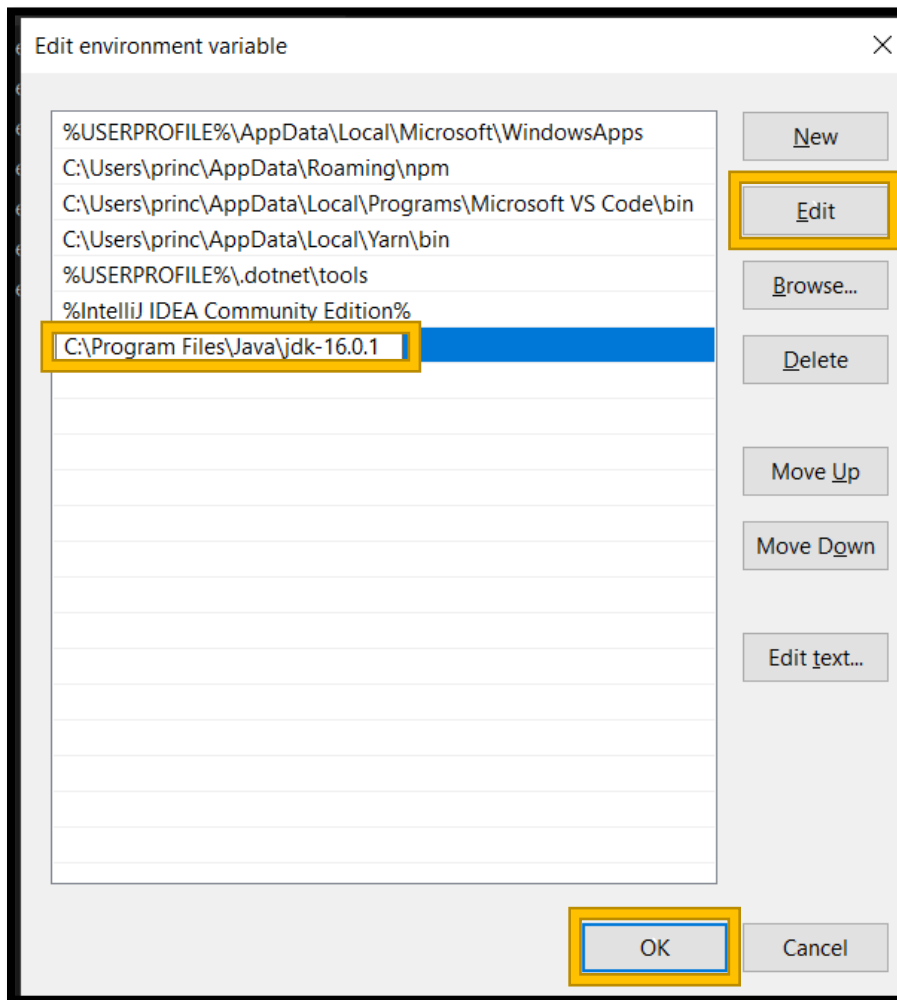 Edit environment variable
%USERPROFILE%\AppData\Local\Microsoft\WindowsApps
C:\Users\princ\AppData\Roaming\npm
C:\Users\princ\AppData\Local\Programs\Microsoft VS Code\bin
C:\Users\princ\AppData\Local\Yarn\bin
%USERPROFILE%\.dotnet\tools
%IntelliJ IDEA Community Edition%
C:\Program Files\Java\jdk-16.0.1
New
Edit
Browse...
Delete
Move Up
Move Down
Edit text...
OK
Cancel